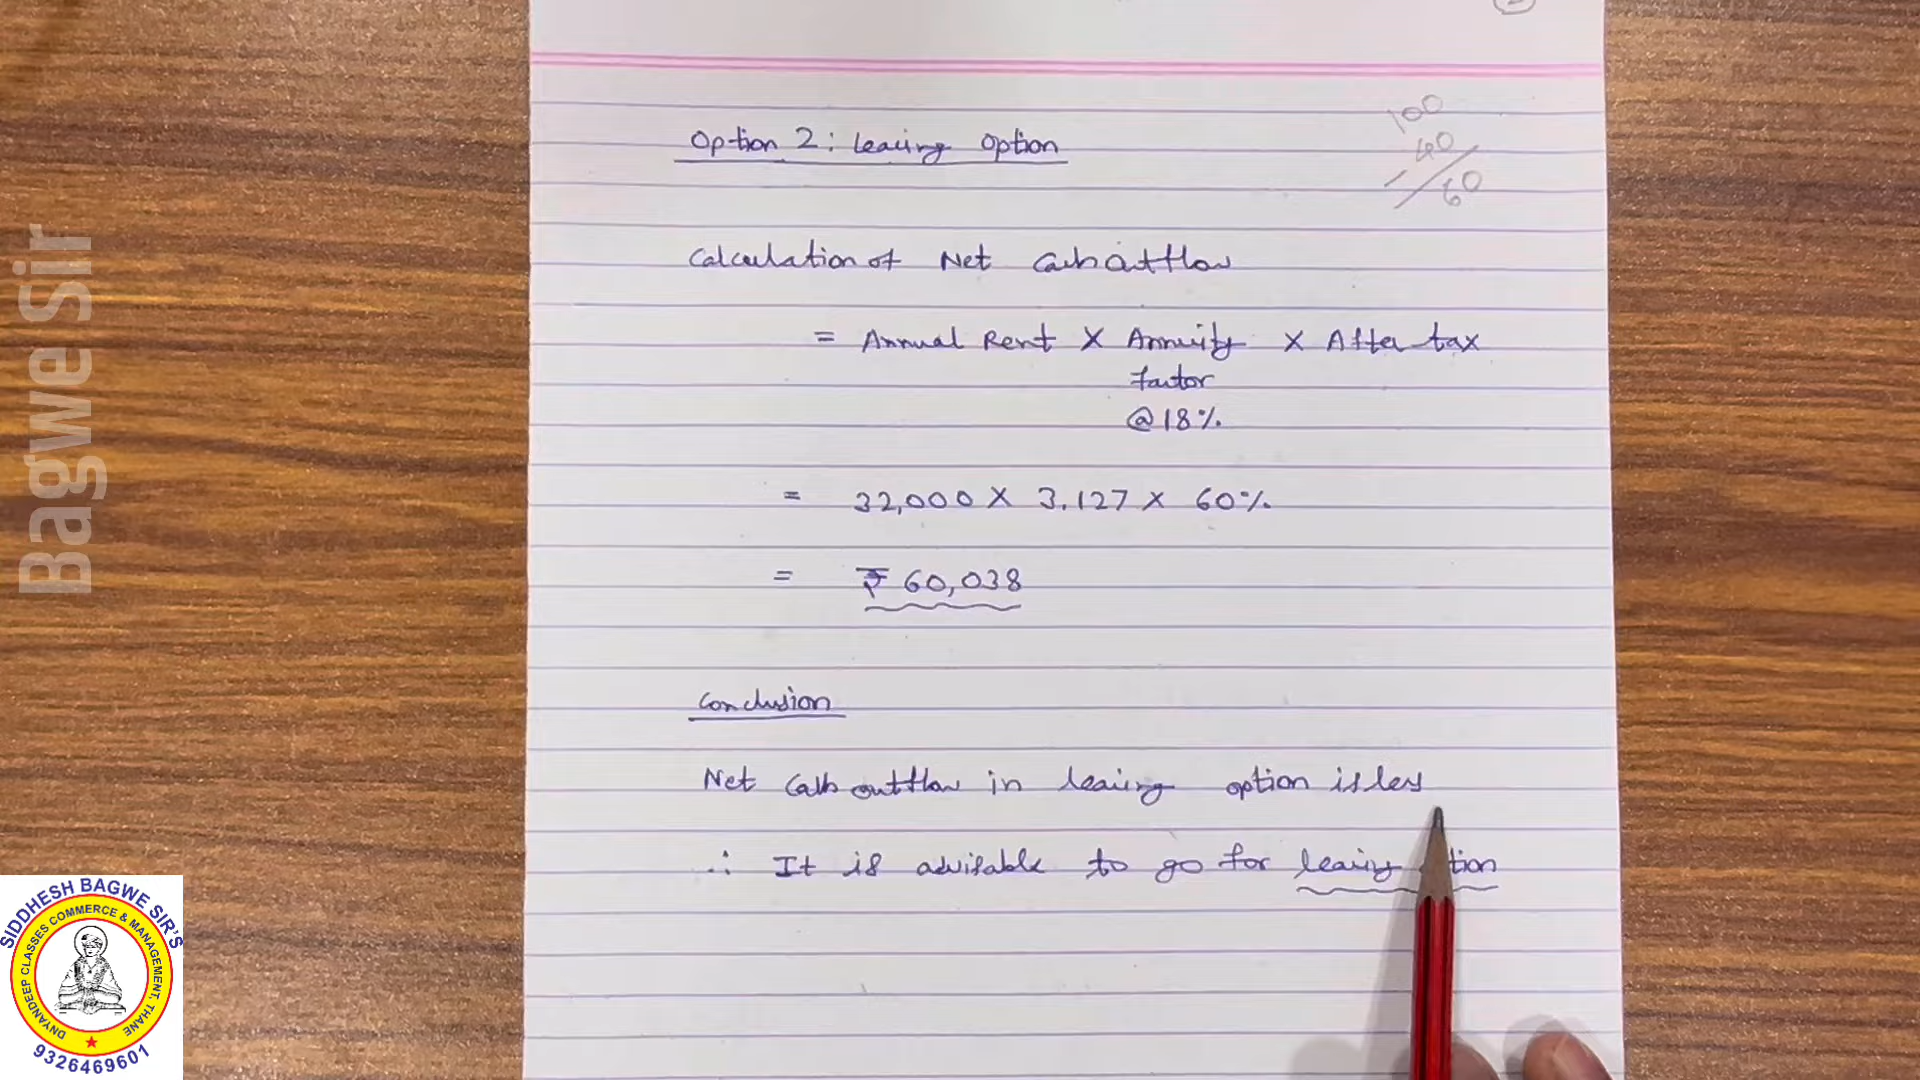 100
40
- 60
Option 2: Leasing Option
Calculation of Net Cash Outflow
= Annual Rent X Annuity X After tax
factor
@18%
= 32,000 X 3.127 X 60%
= ₹ 60,038
Conclusion
Net Cash outflow in leasing option is less
∴ It is advisable to go for leasing tion
Bagwe Sir
SIDDHESH BAGWE SIR'S
DNYANDEEP CLASSES COMMERCE & MANAGEMENT, THANE
9326469601